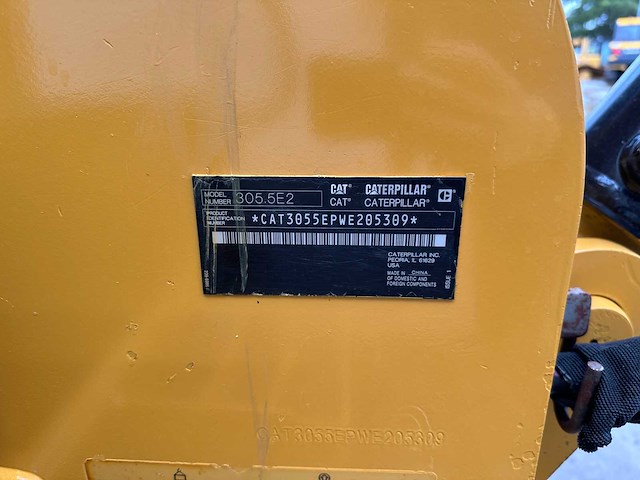 MODEL NUMBER 305.5E2
CAT® CATERPILLAR®
CAT® CATERPILLAR®
PRODUCT IDENTIFICATION NUMBER *CAT3055EPWE205309*
CATERPILLAR INC.
PEORIA, IL 61629
USA
MADE IN CHINA
OF DOMESTIC AND
FOREIGN COMPONENTS
CAT3055EPWE205309